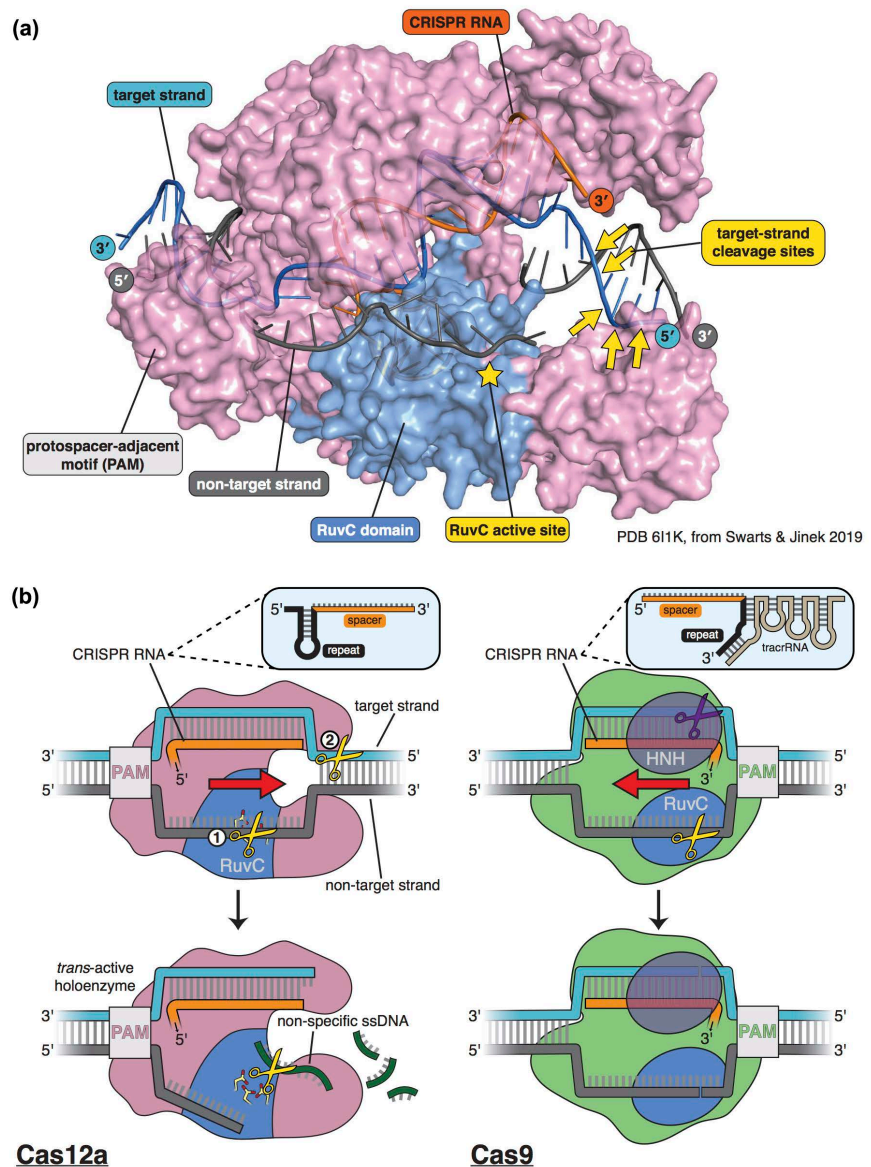 (a)
CRISPR RNA
target strand
3′
3′
5′
target-strand
cleavage sites
5′
3′
protospacer-adjacent
motif (PAM)
non-target strand
RuvC domain
RuvC active site
PDB 6I1K, from Swarts & Jinek 2019
(b)
5'
3'
spacer
repeat
CRISPR RNA
target strand
2
3'
5'
PAM
5'
5'
3'
1
RuvC
non-target strand
trans-active
holoenzyme
non-specific ssDNA
3'
PAM
5'
5'
Cas12a
5'
spacer
repeat
tracrRNA
3'
CRISPR RNA
HNH
3'
5'
3'
PAM
RuvC
5'
3'
3'
5'
3'
PAM
5'
3'
Cas9